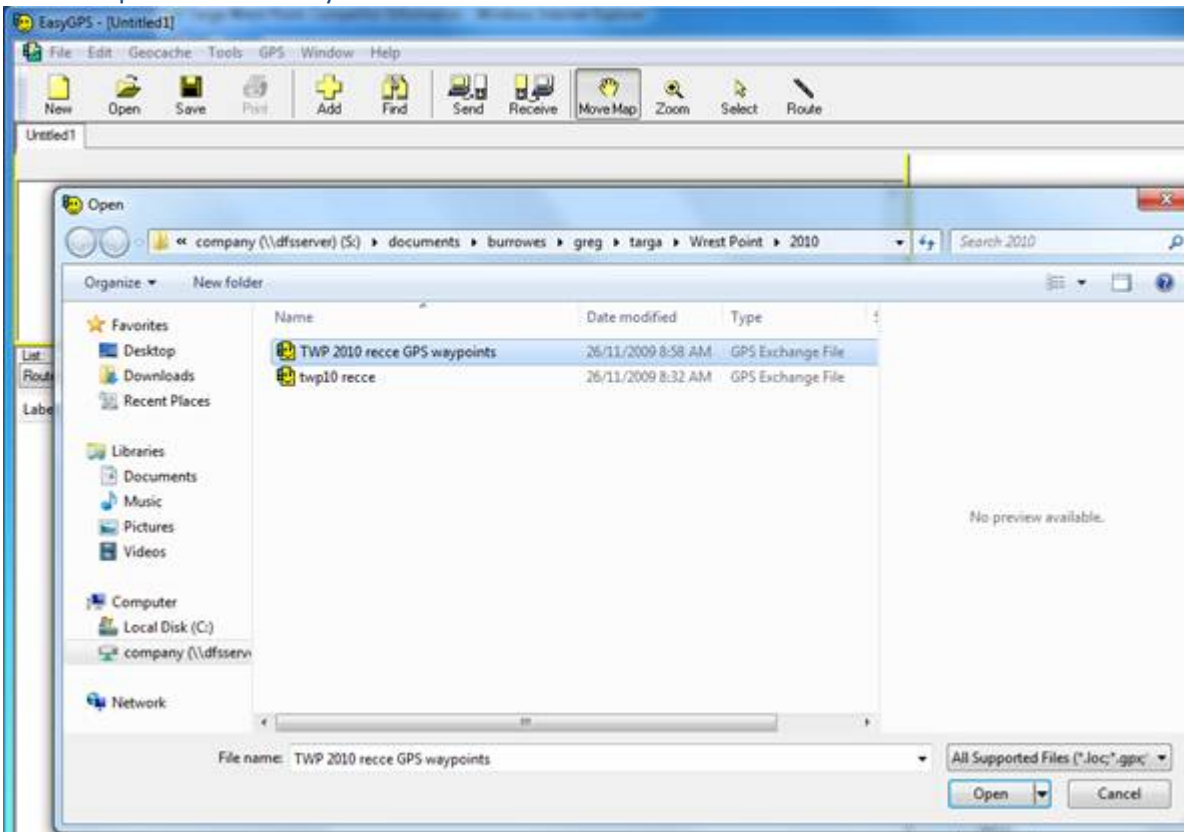 EasyGPS - [Untitled1]
File Edit Geocache Tools GPS Window Help
New Open Save Print Add Find Send Receive Move Map Zoom Select Route
Untitled1
Open
« company (\\dfsserver) (S:) documents burrowes greg targa Wrest Point 2010
Search 2010
Organize New folder
Name Date modified Type
Favorites
Desktop
Downloads
Recent Places
Libraries
Documents
Music
Pictures
Videos
Computer
Local Disk (C:)
company (\\dfsserv
Network
TWP 2010 recce GPS waypoints 26/11/2009 8:58 AM GPS Exchange File
twp10 recce 26/11/2009 8:32 AM GPS Exchange File
No preview available.
List
Rout
Labe
File name: TWP 2010 recce GPS waypoints
All Supported Files (*.loc;*.gpx;
Open Cancel